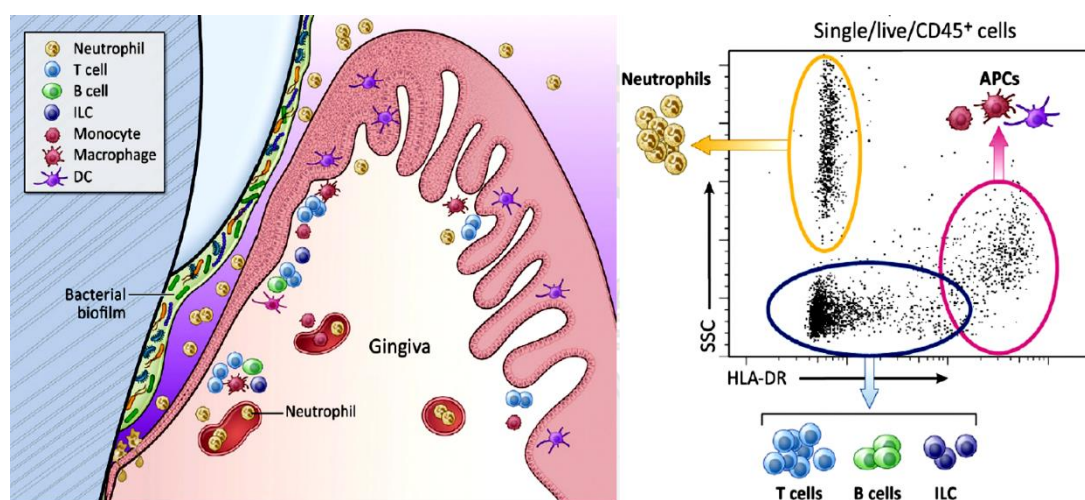 Neutrophil
T cell
B cell
ILC
Monocyte
Macrophage
DC
Bacterial
biofilm
Gingiva
Neutrophil
Single/live/CD45⁺ cells
Neutrophils
APCs
SSC
HLA-DR
T cells
B cells
ILC